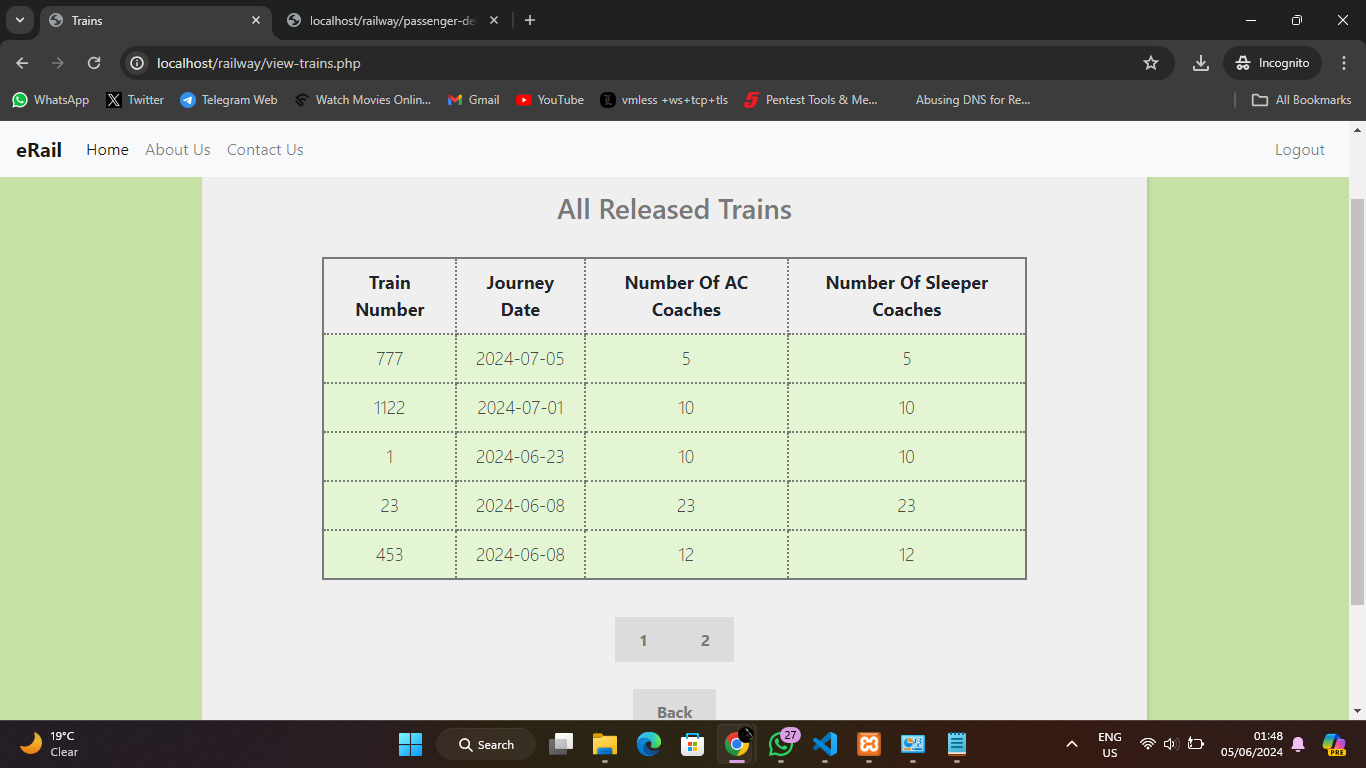 Trains
localhost/railway/passenger-de
localhost/railway/view-trains.php
Incognito
WhatsApp
Twitter
Telegram Web
Watch Movies Onlin...
Gmail
YouTube
vmless +ws+tcp+tls
Pentest Tools & Me...
Abusing DNS for Re...
All Bookmarks
eRail
Home
About Us
Contact Us
Logout
All Released Trains
Train Number
Journey Date
Number Of AC Coaches
Number Of Sleeper Coaches
777 2024-07-05 5 5
1122 2024-07-01 10 10
1 2024-06-23 10 10
23 2024-06-08 23 23
453 2024-06-08 12 12
1 2
Back
19°C
Clear
Search
27
ENG
US
01:48
05/06/2024
PRE